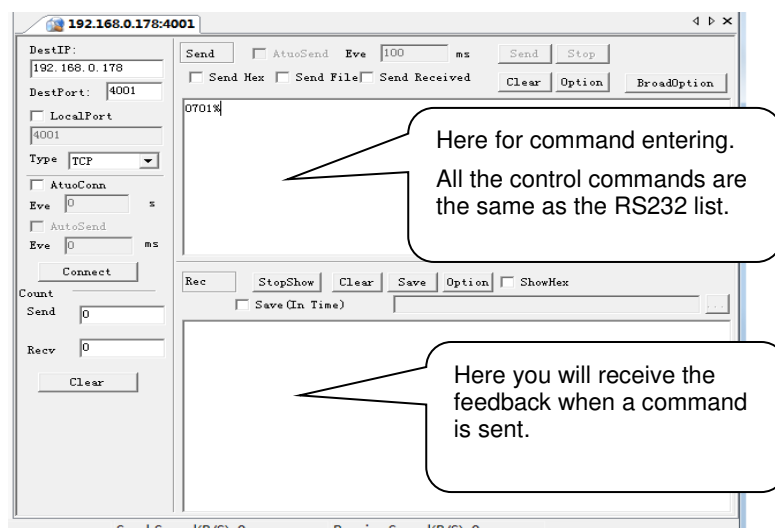 192.168.0.178:4001
DestIP:
192.168.0.178
DestPort: 4001
LocalPort
4001
Type TCP
AtuoConn
Eve 0 s
AutoSend
Eve 0 ms
Connect
Count
Send 0
Recv 0
Clear
Send AtuoSend Eve 100 ms Send Stop
Send Hex Send File Send Received Clear Option BroadOption
0701%
Here for command entering.
All the control commands are
the same as the RS232 list.
Rec StopShow Clear Save Option ShowHex
Save(In Time) ...
Here you will receive the
feedback when a command
is sent.